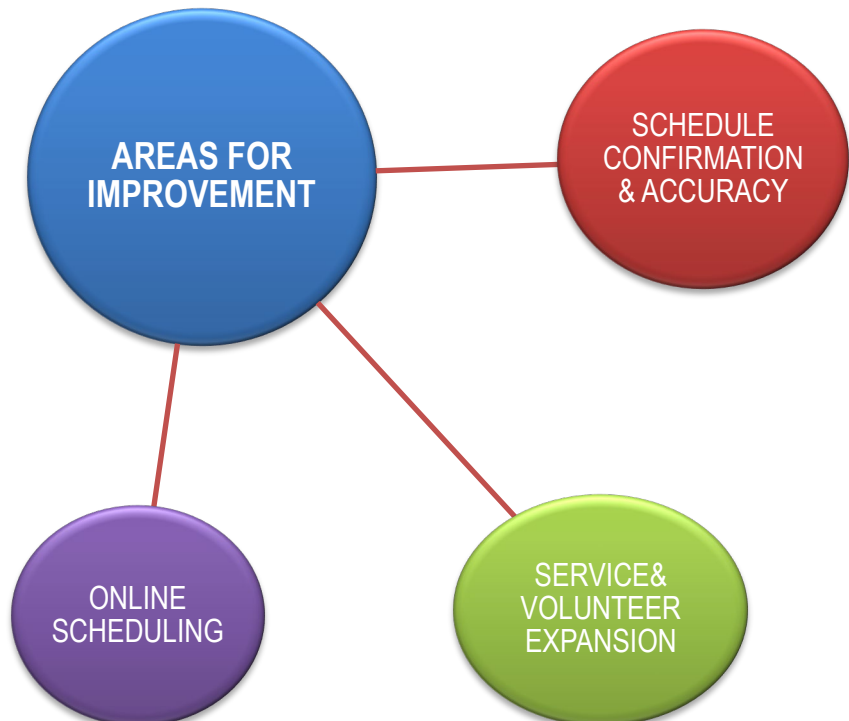 AREAS FOR
IMPROVEMENT
SCHEDULE
CONFIRMATION
& ACCURACY
ONLINE
SCHEDULING
SERVICE&
VOLUNTEER
EXPANSION